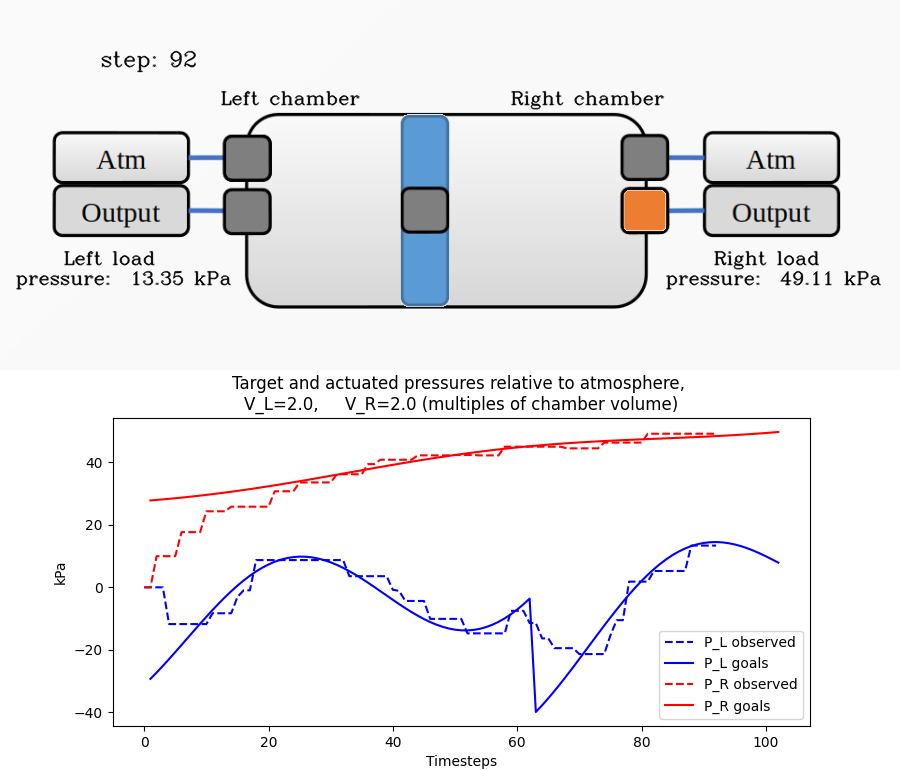 step: 92
Left chamber
Right chamber
Atm
Atm
Output
Output
Left load
pressure: 13.35 kPa
Right load
pressure: 49.11 kPa
Target and actuated pressures relative to atmosphere,
V_L=2.0, V_R=2.0 (multiples of chamber volume)
kPa
40
20
0
−20
−40
0
20
40
60
80
100
Timesteps
P_L observed
P_L goals
P_R observed
P_R goals